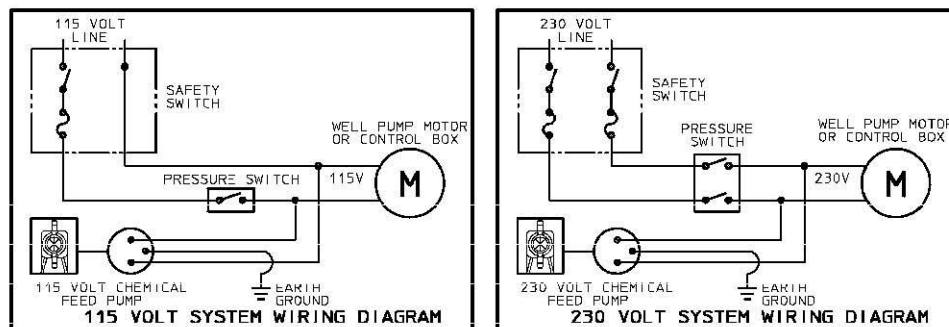 115 VOLT
LINE
SAFETY
SWITCH
WELL PUMP MOTOR
OR CONTROL BOX
PRESSURE SWITCH
115V
M
115 VOLT CHEMICAL
FEED PUMP
EARTH
GROUND
115 VOLT SYSTEM WIRING DIAGRAM
230 VOLT
LINE
SAFETY
SWITCH
PRESSURE
SWITCH
WELL PUMP MOTOR
OR CONTROL BOX
230V
M
230 VOLT CHEMICAL
FEED PUMP
EARTH
GROUND
230 VOLT SYSTEM WIRING DIAGRAM